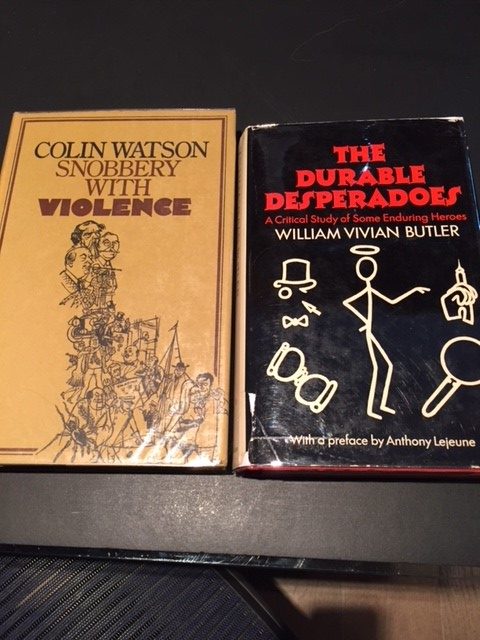 COLIN WATSON
SNOBBERY
WITH
VIOLENCE
THE
DURABLE
DESPERADOES
A Critical Study of Some Enduring Heroes
WILLIAM VIVIAN BUTLER
With a preface by Anthony Lejeune